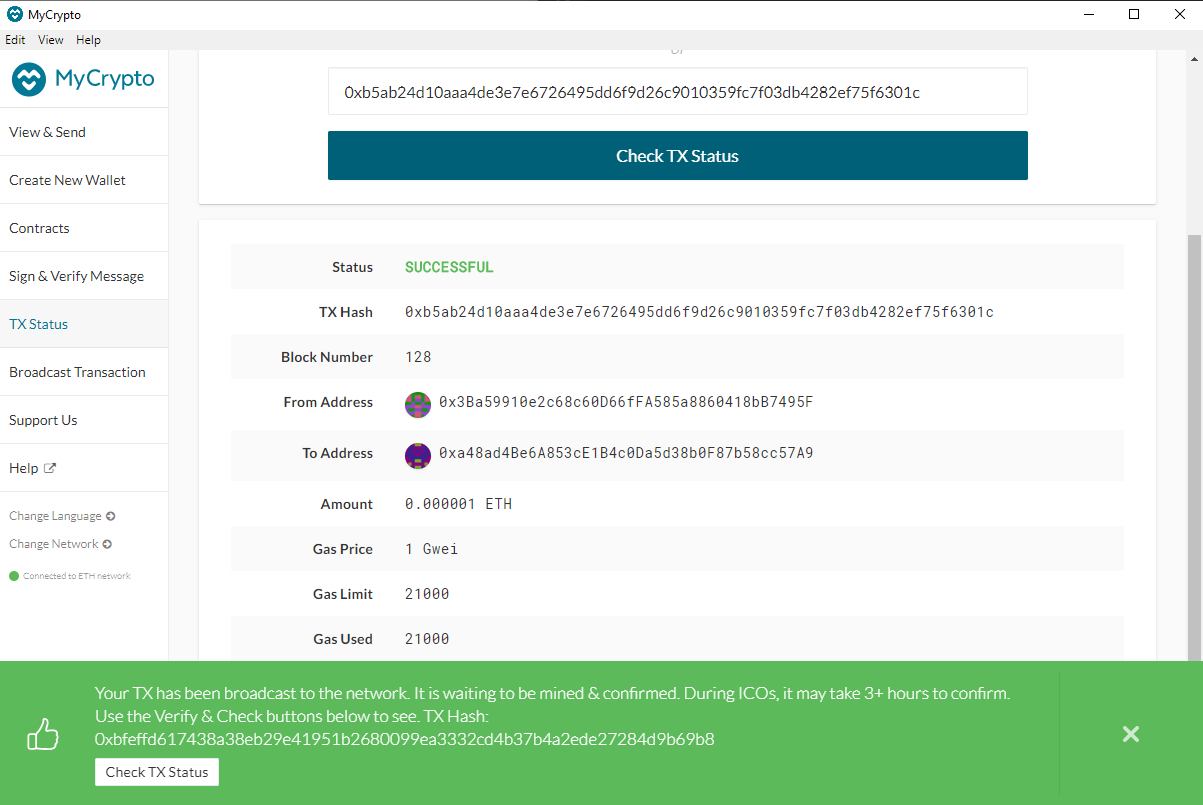 MyCrypto
Edit View Help
MyCrypto
View & Send
Create New Wallet
Contracts
Sign & Verify Message
TX Status
Broadcast Transaction
Support Us
Help
Change Language
Change Network
Connected to ETH network
0xb5ab24d10aaa4de3e7e6726495dd6f9d26c9010359fc7f03db4282ef75f6301c
Check TX Status
Status SUCCESSFUL
TX Hash 0xb5ab24d10aaa4de3e7e6726495dd6f9d26c9010359fc7f03db4282ef75f6301c
Block Number 128
From Address 0x3Ba59910e2c68c60D66fFA585a8860418bB7495F
To Address 0xa48ad4Be6A853cE1B4c0Da5d38b0F87b58cc57A9
Amount 0.000001 ETH
Gas Price 1 Gwei
Gas Limit 21000
Gas Used 21000
Your TX has been broadcast to the network. It is waiting to be mined & confirmed. During ICOs, it may take 3+ hours to confirm.
Use the Verify & Check buttons below to see. TX Hash:
0xbfeffd617438a38eb29e41951b2680099ea3332cd4b37b4a2ede27284d9b69b8
Check TX Status